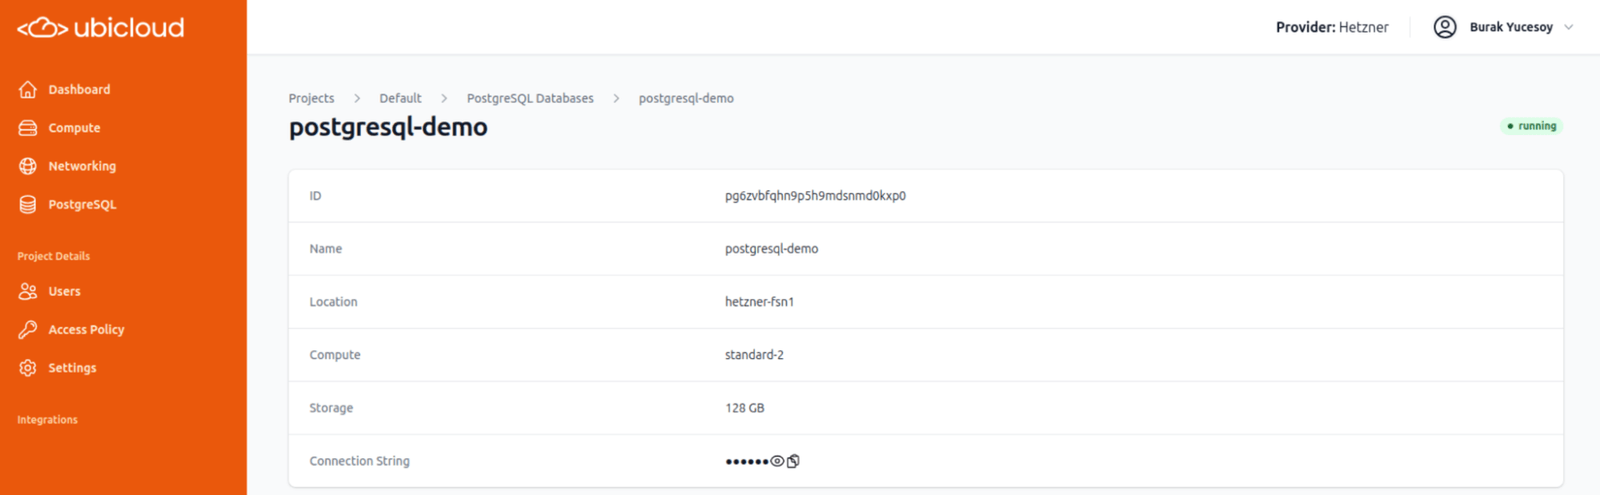 ubicloud
Provider: Hetzner
Burak Yucesoy
Dashboard
Compute
Networking
PostgreSQL
Project Details
Users
Access Policy
Settings
Integrations
Projects > Default > PostgreSQL Databases > postgresql-demo
postgresql-demo
running
ID pg6zvbfqhn9p5h9mdsnmd0kxp0
Name postgresql-demo
Location hetzner-fsn1
Compute standard-2
Storage 128 GB
Connection String ••••••